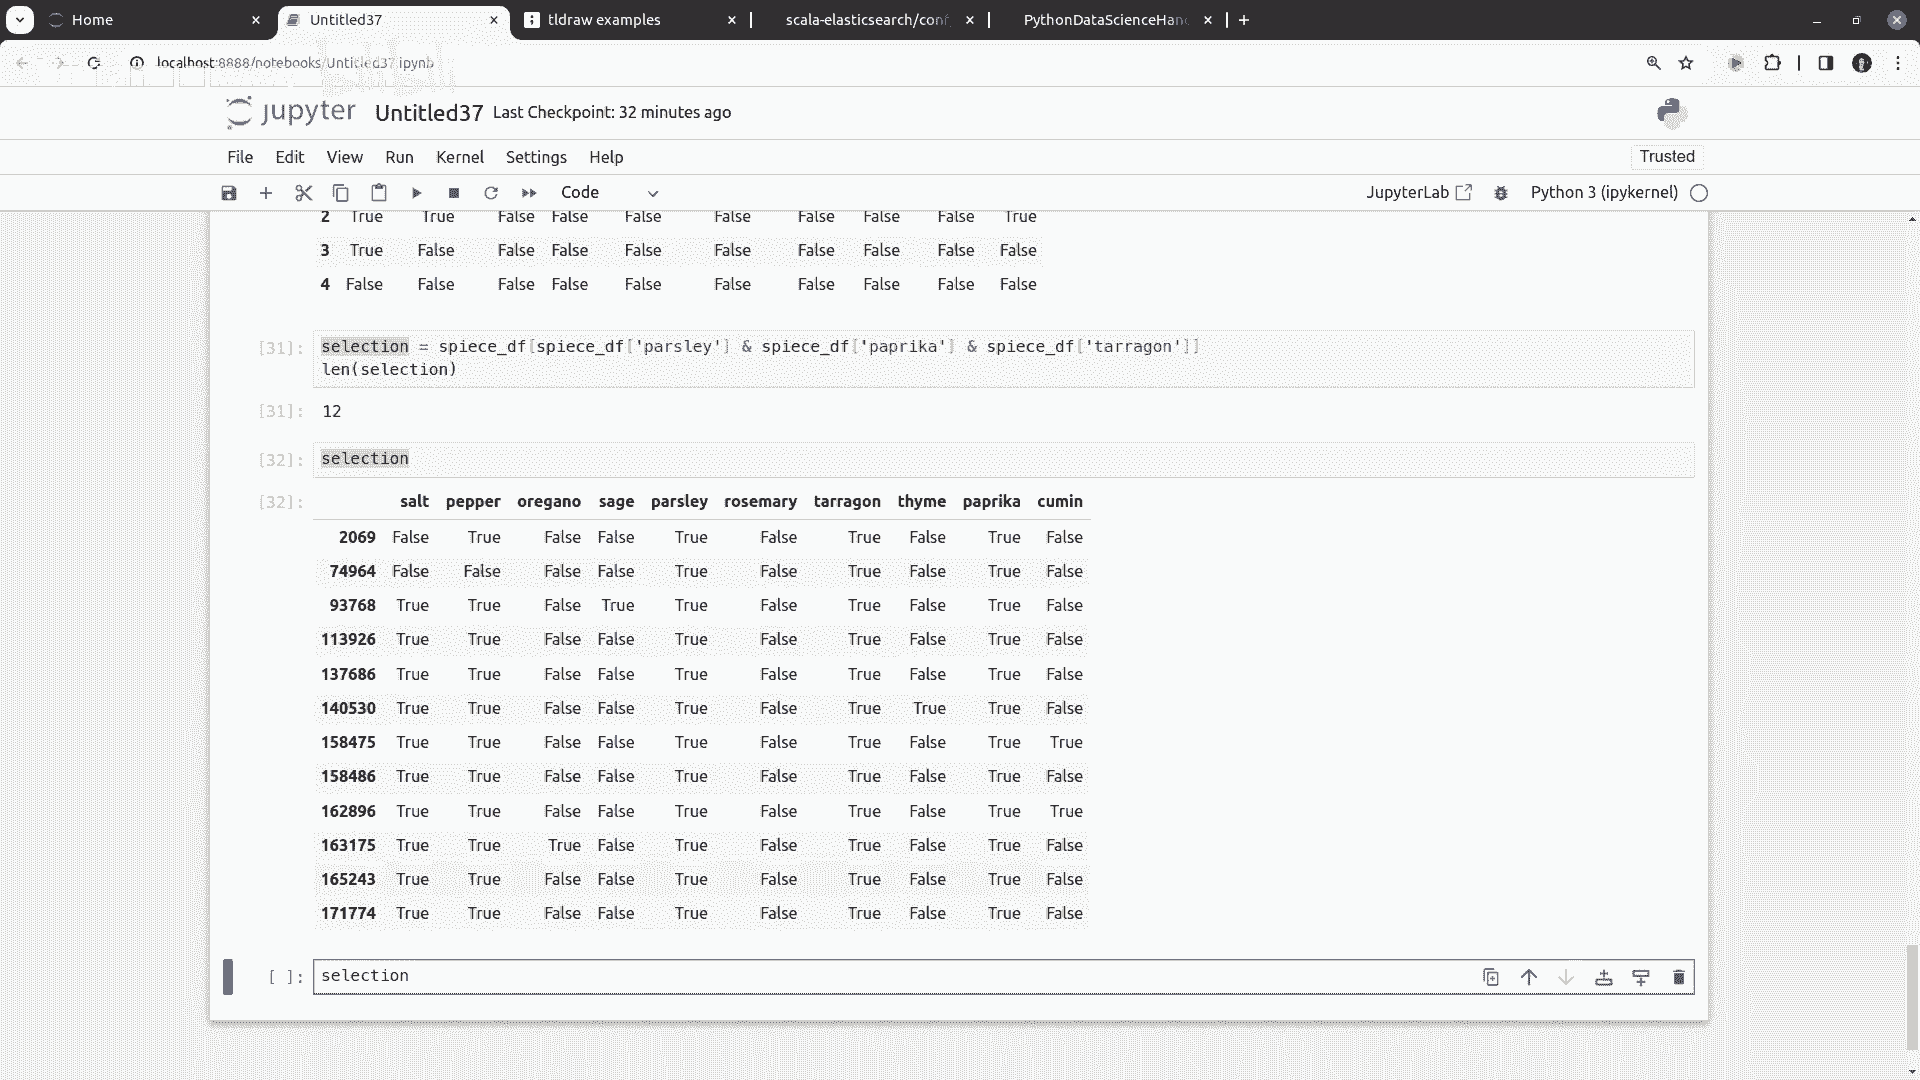 Home
Untitled37
tldraw examples
scala-elasticsearch/conf
PythonDataScienceHan
localhost:8888/notebooks/Untitled37.ipynb
jupyter Untitled37 Last Checkpoint: 32 minutes ago
File Edit View Run Kernel Settings Help Trusted
Code JupyterLab Python 3 (ipykernel)
2 True True False False False False False False False True
3 True False False False False False False False False False
4 False False False False False False False False False False
[31]: selection = spiece_df[spiece_df['parsley'] & spiece_df['paprika'] & spiece_df['tarragon']]
len(selection)
[31]: 12
[32]: selection
[32]: salt pepper oregano sage parsley rosemary tarragon thyme paprika cumin
2069 False True False False True False True False True False
74964 False False False False True False True False True False
93768 True True False True True False True False True False
113926 True True False False True False True False True False
137686 True True False False True False True False True False
140530 True True False False True False True True True False
158475 True True False False True False True False True True
158486 True True False False True False True False True False
162896 True True False False True False True False True True
163175 True True True False True False True False True False
165243 True True False False True False True False True False
171774 True True False False True False True False True False
[ ]: selection